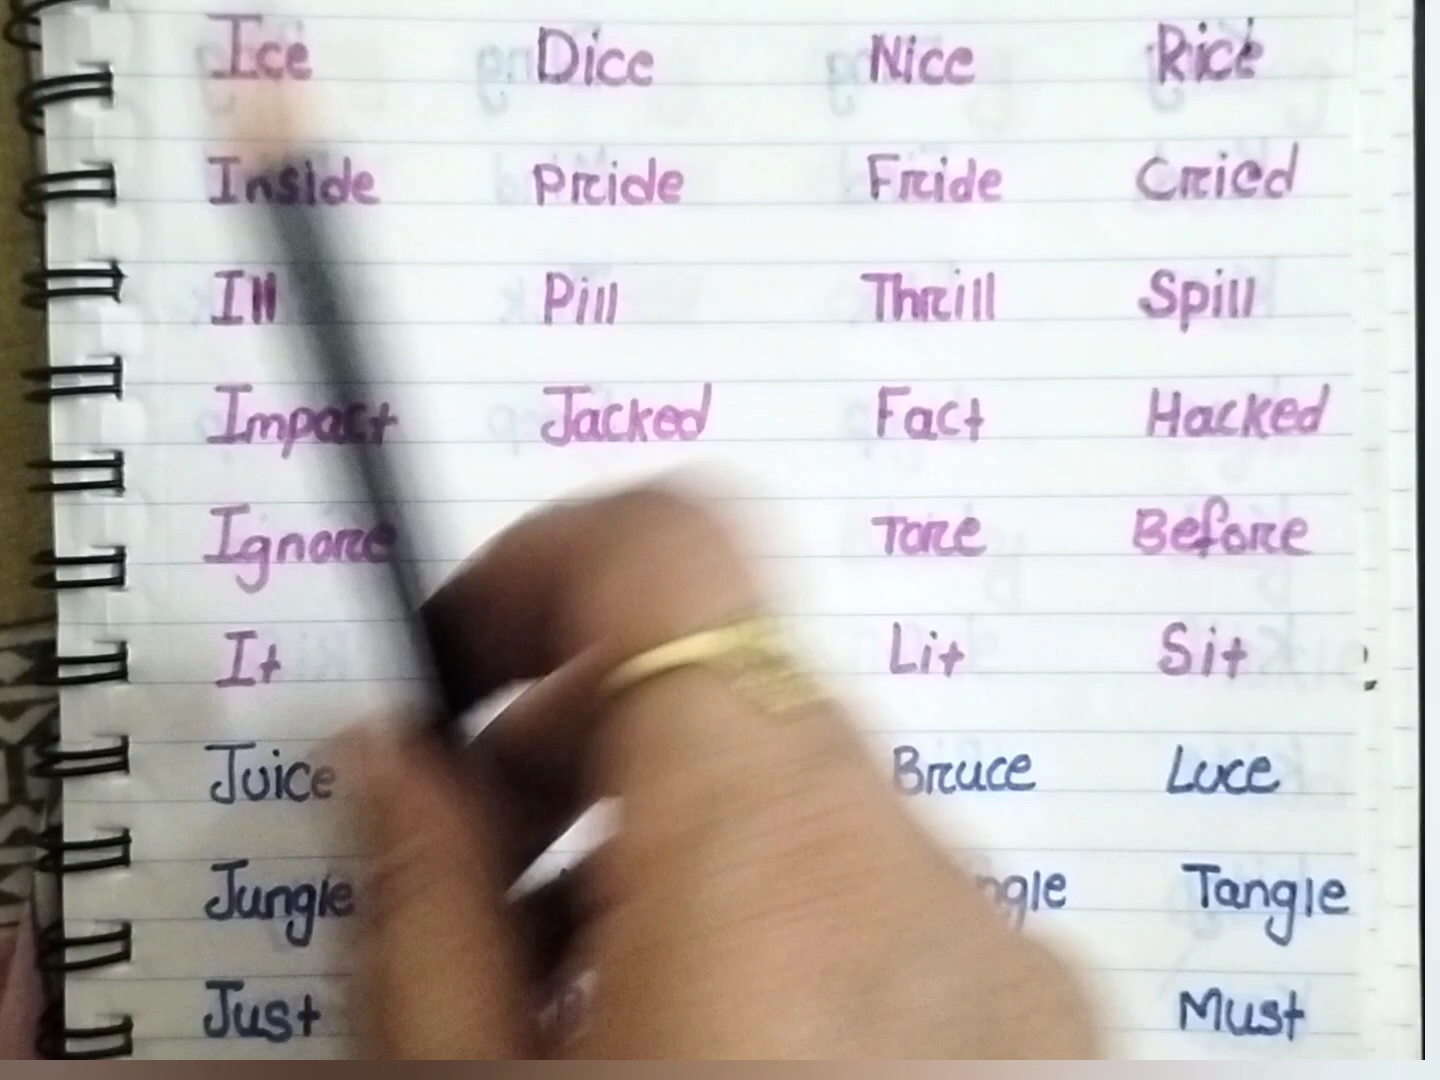 Ice Dice Nice Rice
Inside Pride Fride Cried
Ill Pill Thrill Spill
Impact Jacked Fact Hacked
Ignore Tore Before
It Lit Sit
Juice Bruce Luce
Jungle Tangle
Just Must